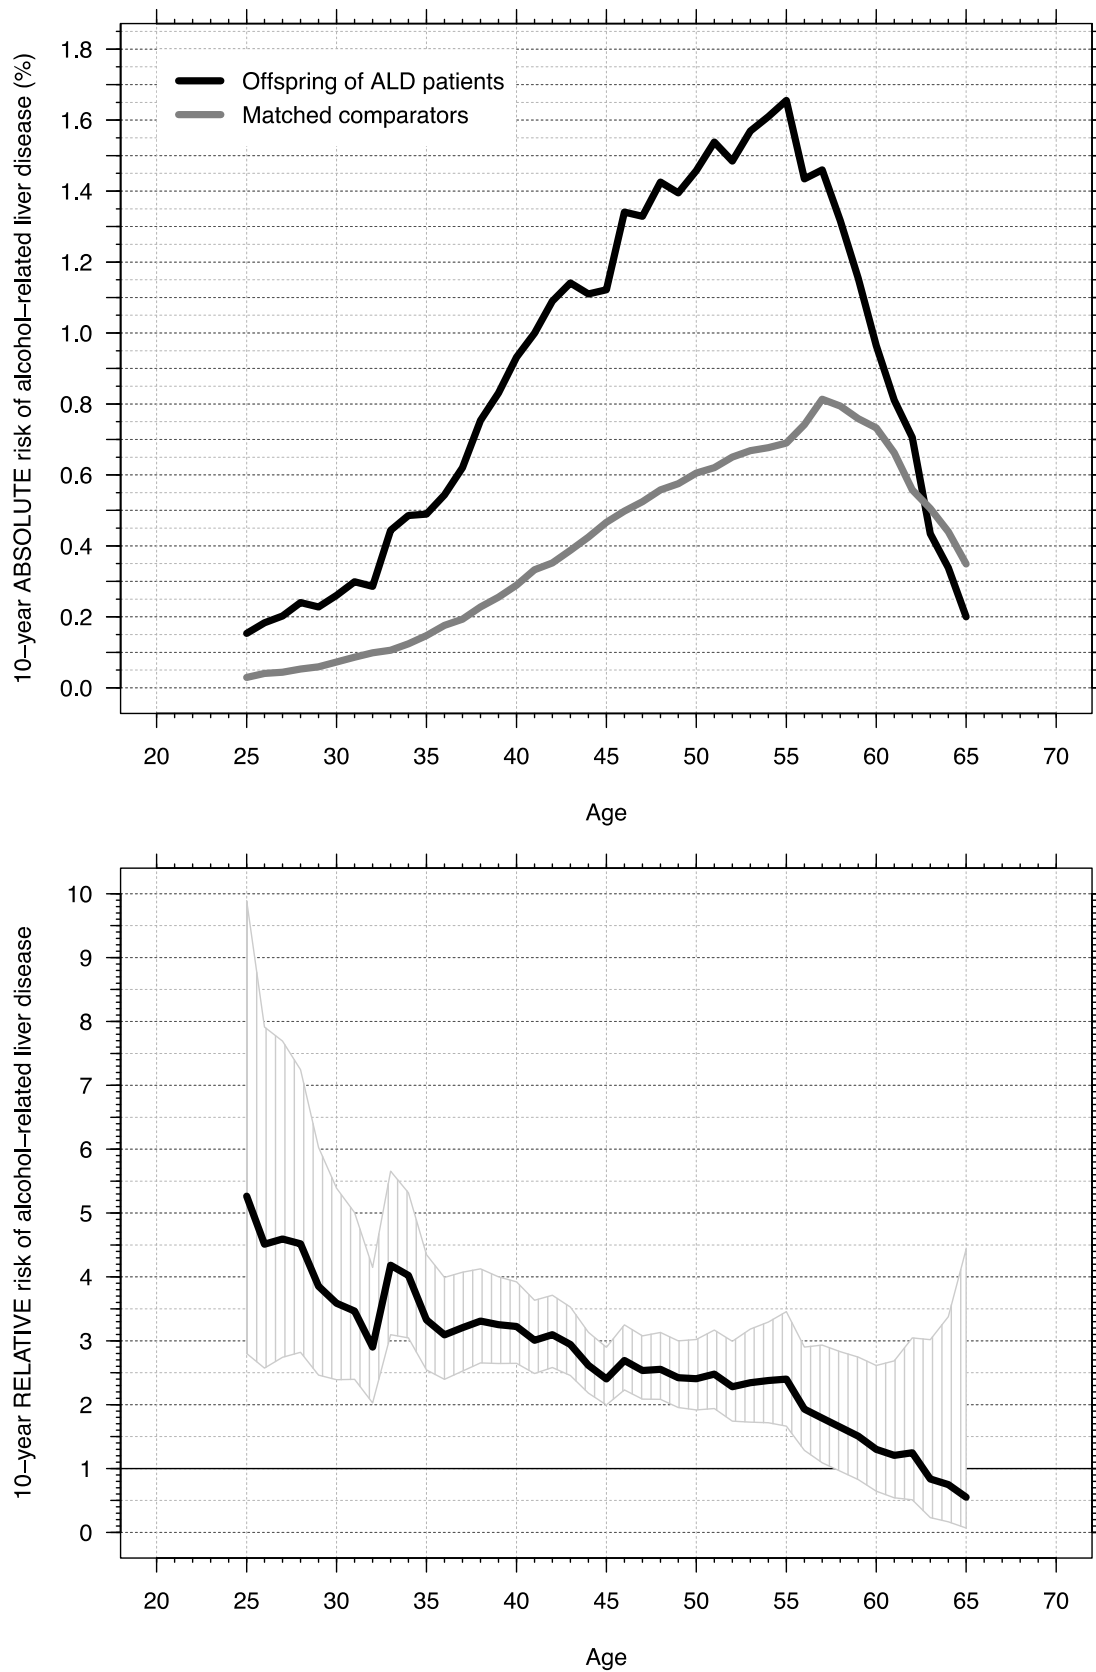 10−year ABSOLUTE risk of alcohol−related liver disease (%)
1.8
1.6
1.4
1.2
1.0
0.8
0.6
0.4
0.2
0.0
Offspring of ALD patients
Matched comparators
20 25 30 35 40 45 50 55 60 65 70
Age
10−year RELATIVE risk of alcohol−related liver disease
10
9
8
7
6
5
4
3
2
1
0
20 25 30 35 40 45 50 55 60 65 70
Age